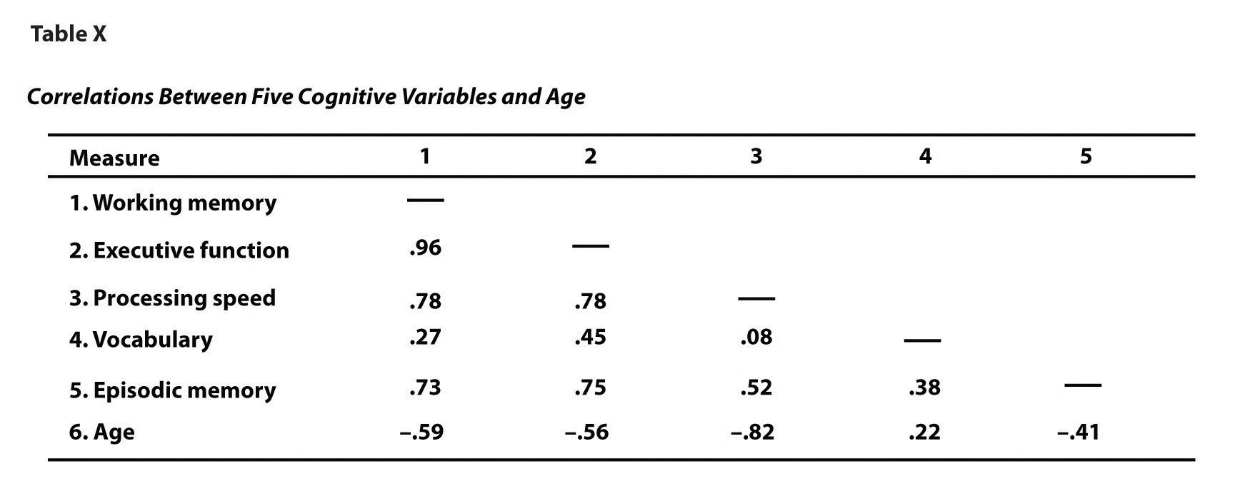 Table X
Correlations Between Five Cognitive Variables and Age
Measure 1 2 3 4 5
1. Working memory —
2. Executive function .96 —
3. Processing speed .78 .78 —
4. Vocabulary .27 .45 .08 —
5. Episodic memory .73 .75 .52 .38 —
6. Age –.59 –.56 –.82 .22 –.41